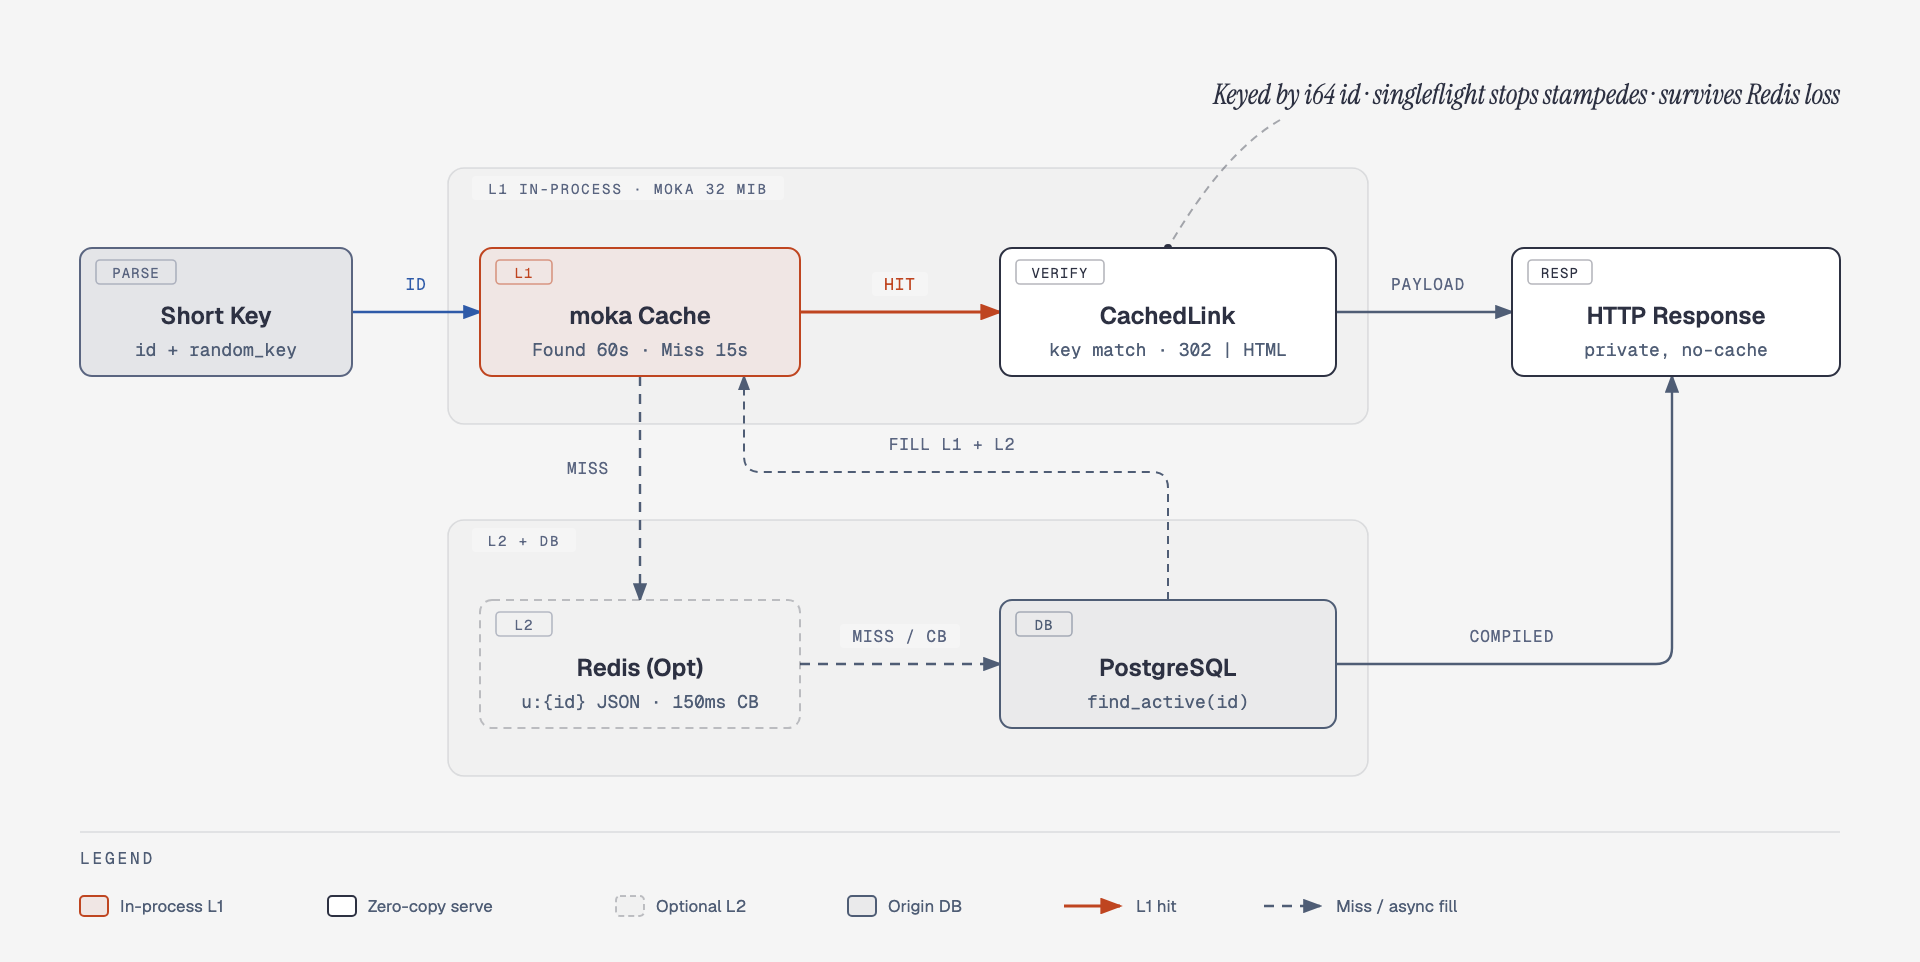 Keyed by i64 id · singleflight stops stampedes · survives Redis loss
L1 IN-PROCESS · MOKA 32 MIB
PARSE
Short Key
id + random_key
ID
L1
moka Cache
Found 60s · Miss 15s
HIT
VERIFY
CachedLink
key match · 302 | HTML
PAYLOAD
RESP
HTTP Response
private, no-cache
MISS
FILL L1 + L2
L2 + DB
L2
Redis (Opt)
u:{id} JSON · 150ms CB
MISS / CB
DB
PostgreSQL
find_active(id)
COMPILED
LEGEND
In-process L1
Zero-copy serve
Optional L2
Origin DB
L1 hit
Miss / async fill